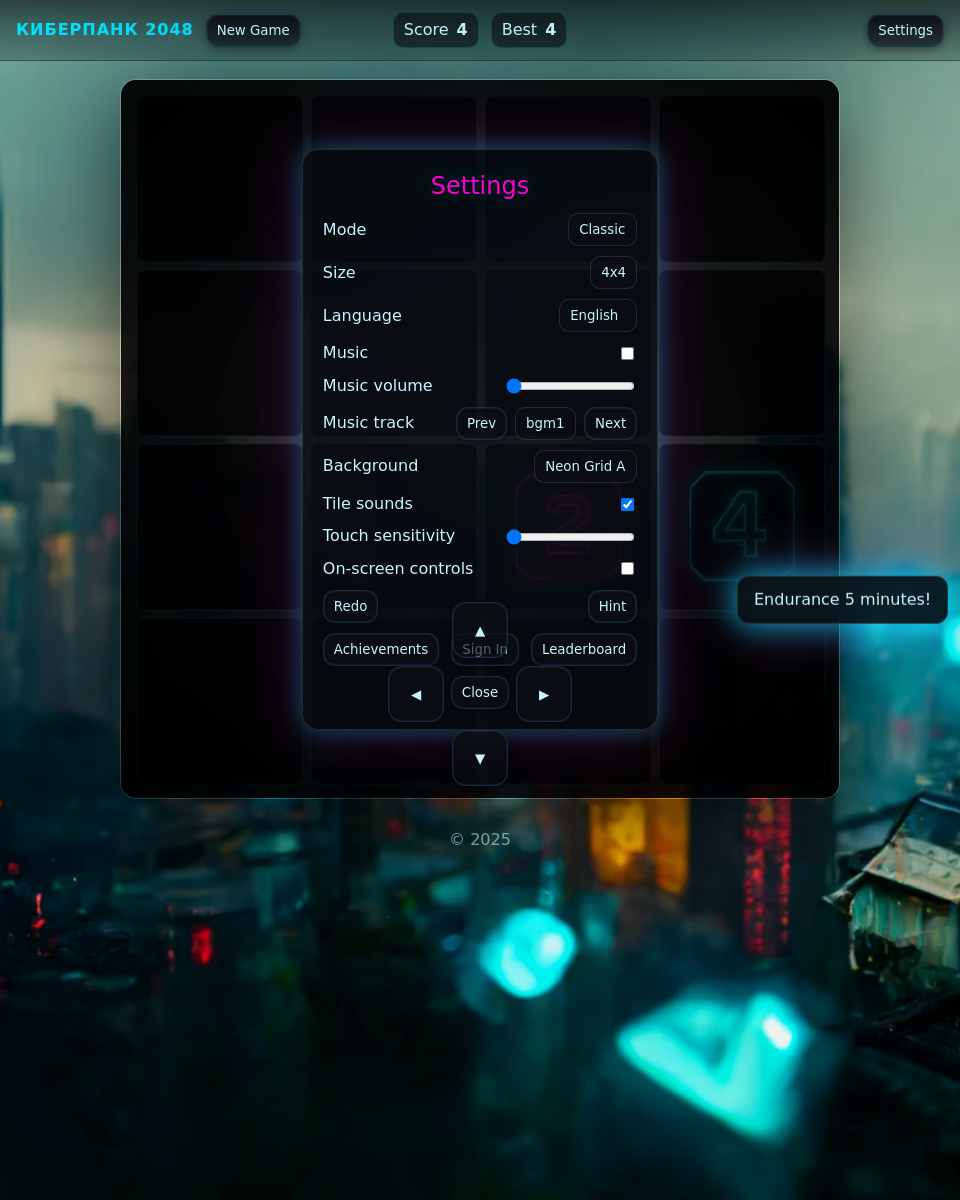 КИБЕРПАНК 2048 New Game Score 4 Best 4 Settings
Settings
Mode Classic
Size 4x4
Language English
Music
Music volume
Music track Prev bgm1 Next
Background Neon Grid A
Tile sounds
2 4
Touch sensitivity
On-screen controls
Endurance 5 minutes!
Redo Hint
▲
Achievements Sign In Leaderboard
◀ Close ▶
▼
© 2025